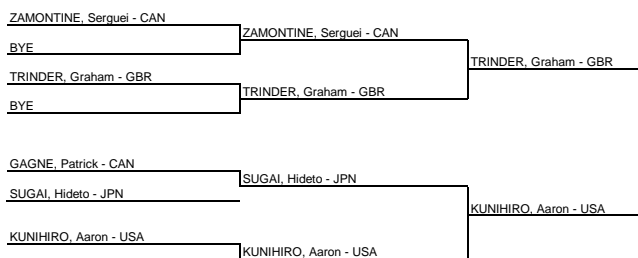 ZAMONTINE, Serguei - CAN
ZAMONTINE, Serguei - CAN
BYE
TRINDER, Graham - GBR
TRINDER, Graham - GBR
TRINDER, Graham - GBR
BYE
GAGNE, Patrick - CAN
SUGAI, Hideto - JPN
SUGAI, Hideto - JPN
KUNIHIRO, Aaron - USA
KUNIHIRO, Aaron - USA
KUNIHIRO, Aaron - USA